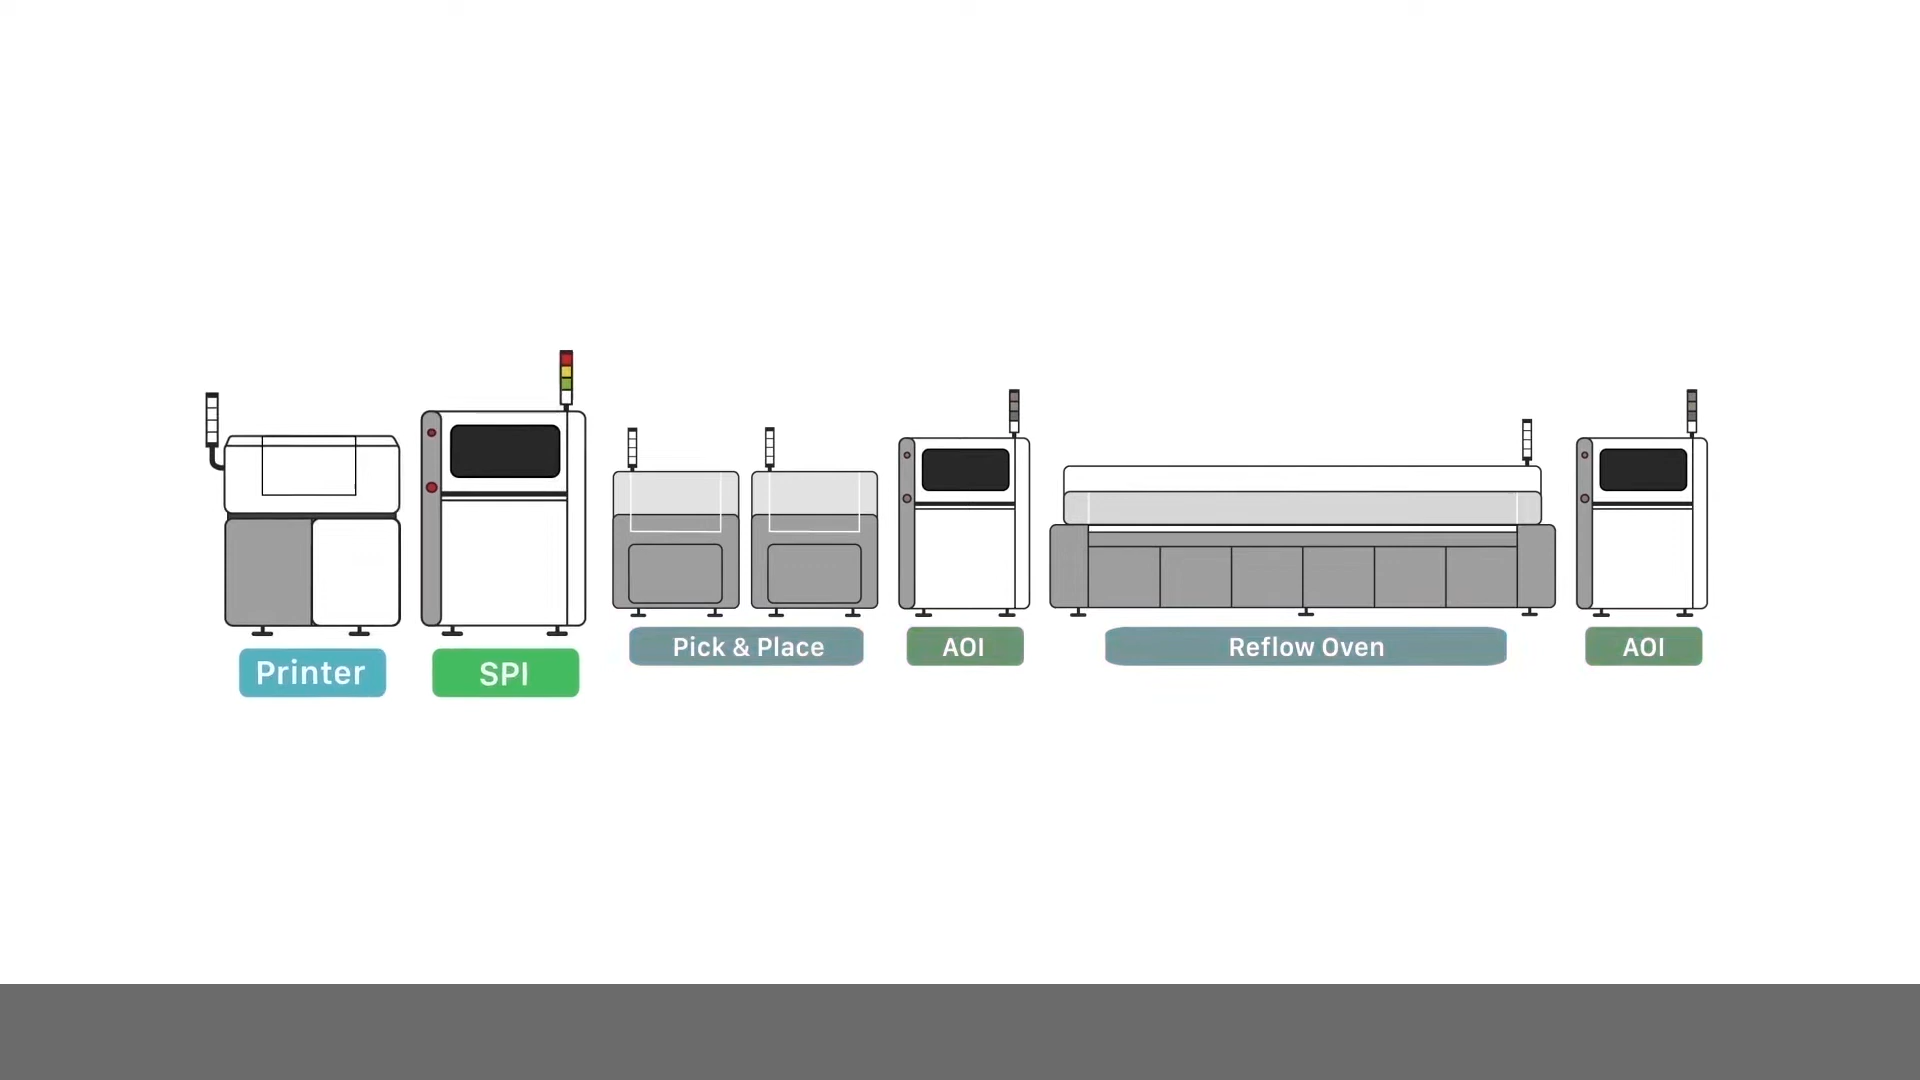 Printer
SPI
Pick & Place
AOI
Reflow Oven
AOI